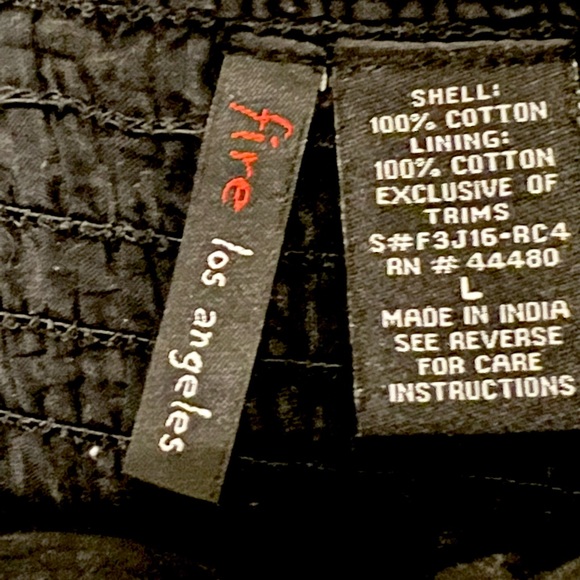 fire los angeles
SHELL:
100% COTTON
LINING:
100% COTTON
EXCLUSIVE OF
TRIMS
S#F3J16-RC4
RN # 44480
L
MADE IN INDIA
SEE REVERSE
FOR CARE
INSTRUCTIONS